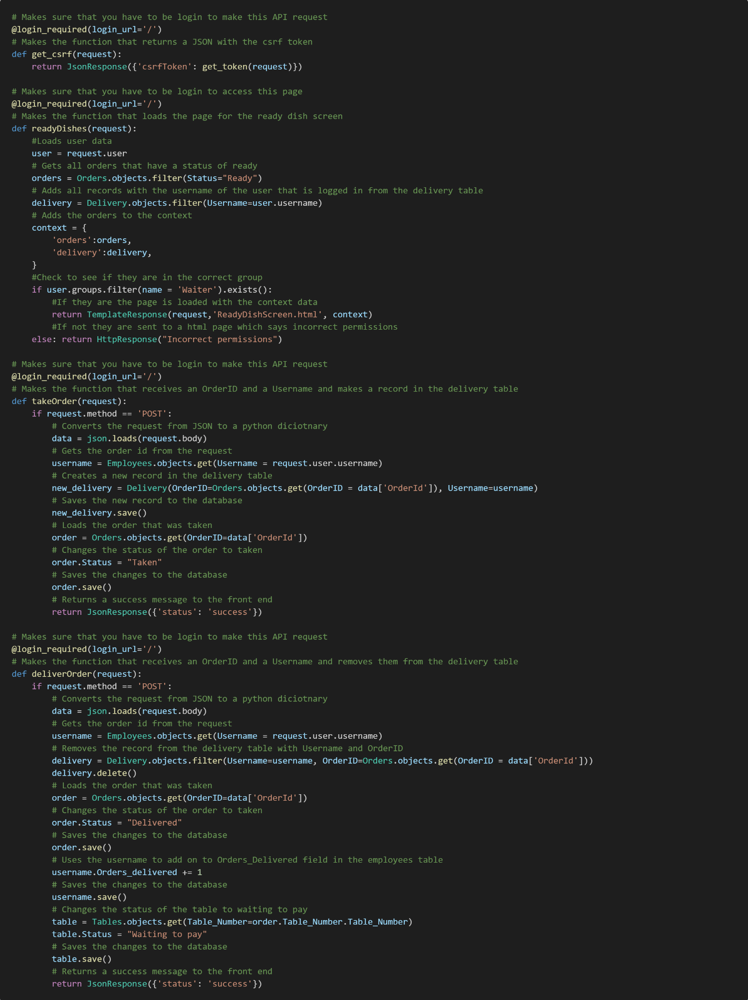 # Makes sure that you have to be login to make this API request
@login_required(login_url='/')
# Makes the function that returns a JSON with the csrf token
def get_csrf(request):
    return JsonResponse({'csrfToken': get_token(request)})

# Makes sure that you have to be login to access this page
@login_required(login_url='/')
# Makes the function that loads the page for the ready dish screen
def readyDishes(request):
    #Loads user data
    user = request.user
    # Gets all orders that have a status of ready
    orders = Orders.objects.filter(Status="Ready")
    # Adds all records with the username of the user that is logged in from the delivery table
    delivery = Delivery.objects.filter(Username=user.username)
    # Adds the orders to the context
    context = {
        'orders':orders,
        'delivery':delivery,
    }
    #Check to see if they are in the correct group
    if user.groups.filter(name = 'Waiter').exists():
        #If they are the page is loaded with the context data
        return TemplateResponse(request,'ReadyDishScreen.html', context)
        #If not they are sent to a html page which says incorrect permissions
    else: return HttpResponse("Incorrect permissions")

# Makes sure that you have to be login to make this API request
@login_required(login_url='/')
# Makes the function that receives an OrderID and a Username and makes a record in the delivery table
def takeOrder(request):
    if request.method == 'POST':
        # Converts the request from JSON to a python diciotnary
        data = json.loads(request.body)
        # Gets the order id from the request
        username = Employees.objects.get(Username = request.user.username)
        # Creates a new record in the delivery table
        new_delivery = Delivery(OrderID=Orders.objects.get(OrderID = data['OrderId']), Username=username)
        # Saves the new record to the database
        new_delivery.save()
        # Loads the order that was taken
        order = Orders.objects.get(OrderID=data['OrderId'])
        # Changes the status of the order to taken
        order.Status = "Taken"
        # Saves the changes to the database
        order.save()
        # Returns a success message to the front end
        return JsonResponse({'status': 'success'})

# Makes sure that you have to be login to make this API request
@login_required(login_url='/')
# Makes the function that receives an OrderID and a Username and removes them from the delivery table
def deliverOrder(request):
    if request.method == 'POST':
        # Converts the request from JSON to a python diciotnary
        data = json.loads(request.body)
        # Gets the order id from the request
        username = Employees.objects.get(Username = request.user.username)
        # Removes the record from the delivery table with Username and OrderID
        delivery = Delivery.objects.filter(Username=username, OrderID=Orders.objects.get(OrderID = data['OrderId']))
        delivery.delete()
        # Loads the order that was taken
        order = Orders.objects.get(OrderID=data['OrderId'])
        # Changes the status of the order to taken
        order.Status = "Delivered"
        # Saves the changes to the database
        order.save()
        # Uses the username to add on to Orders_Delivered field in the employees table
        username.Orders_delivered += 1
        # Saves the changes to the database
        username.save()
        # Changes the status of the table to waiting to pay
        table = Tables.objects.get(Table_Number=order.Table_Number.Table_Number)
        table.Status = "Waiting to pay"
        # Saves the changes to the database
        table.save()
        # Returns a success message to the front end
        return JsonResponse({'status': 'success'})